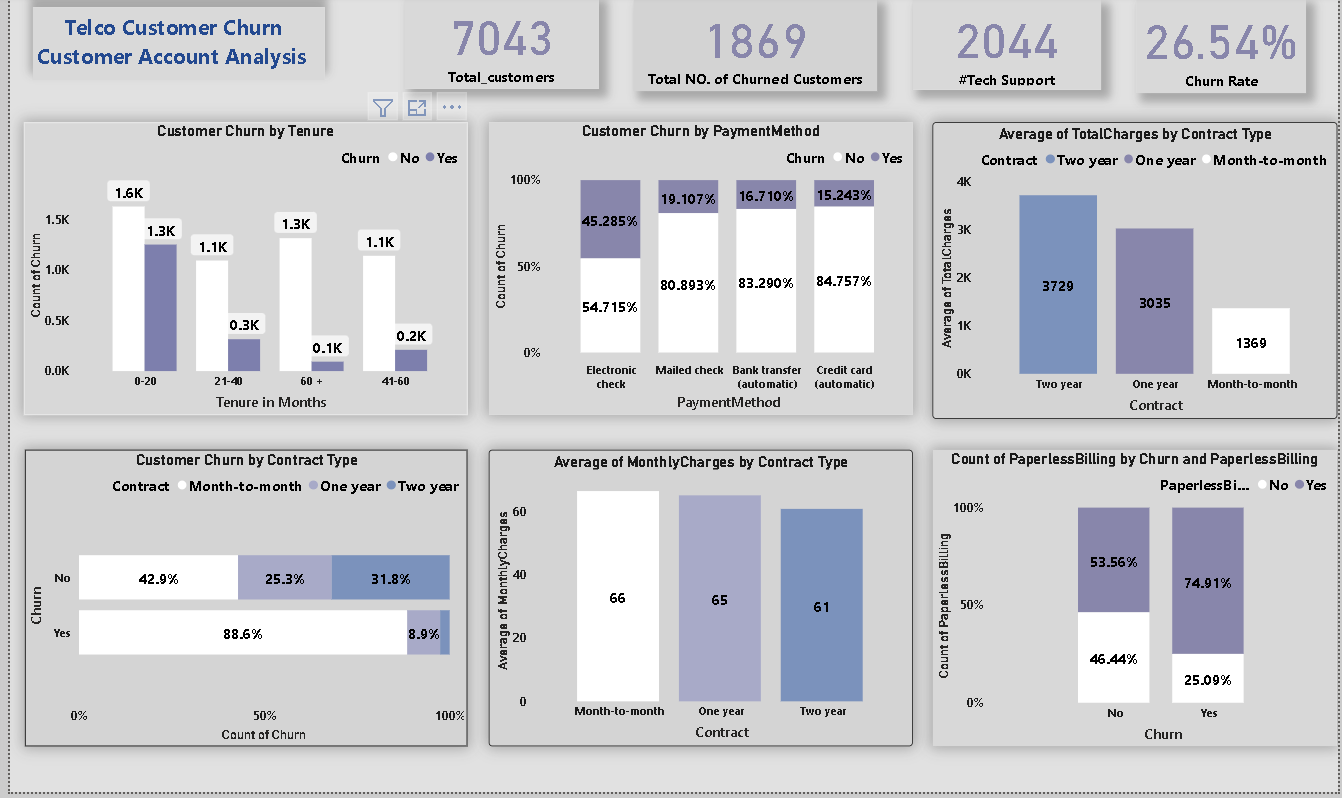 Telco Customer Churn
Customer Account Analysis
7043
Total_customers
1869
Total NO. of Churned Customers
2044
#Tech Support
26.54%
Churn Rate
Customer Churn by Tenure
Churn No Yes
Count of Churn
1.5K
1.0K
0.5K
0.0K
1.6K
1.3K
1.1K
0.3K
1.3K
0.1K
1.1K
0.2K
0-20
21-40
60 +
41-60
Tenure in Months
Customer Churn by PaymentMethod
Churn No Yes
Count of Churn
100%
50%
0%
45.285%
54.715%
19.107%
80.893%
16.710%
83.290%
15.243%
84.757%
Electronic
check
Mailed check
Bank transfer
(automatic)
Credit card
(automatic)
PaymentMethod
Average of TotalCharges by Contract Type
Contract Two year One year Month-to-month
Average of TotalCharges
4K
3K
2K
1K
0K
3729
3035
1369
Two year
One year
Month-to-month
Contract
Customer Churn by Contract Type
Contract Month-to-month One year Two year
Churn
No
42.9%
25.3%
31.8%
Yes
88.6%
8.9%
0%
50%
100%
Count of Churn
Average of MonthlyCharges by Contract Type
Average of MonthlyCharges
60
40
20
0
66
65
61
Month-to-month
One year
Two year
Contract
Count of PaperlessBilling by Churn and PaperlessBilling
PaperlessBi... No Yes
Count of PaperlessBilling
100%
50%
0%
53.56%
46.44%
74.91%
25.09%
No
Yes
Churn